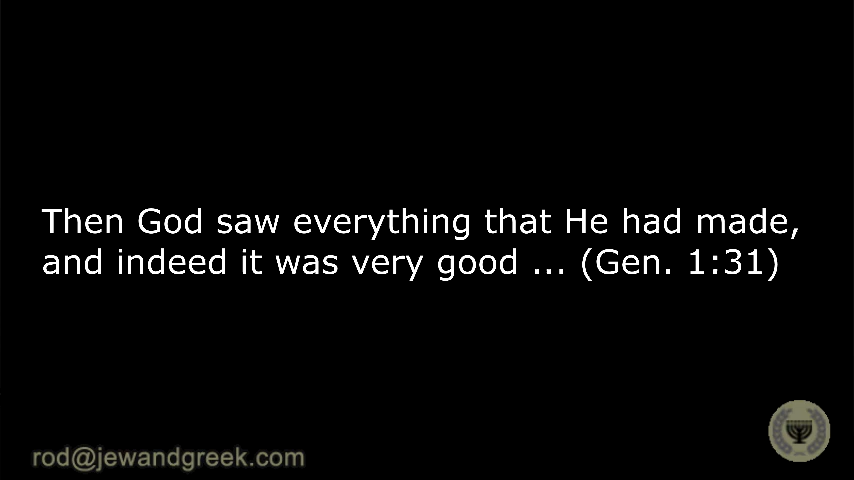 Then God saw everything that He had made,
and indeed it was very good ... (Gen. 1:31)
rod@jewandgreek.com